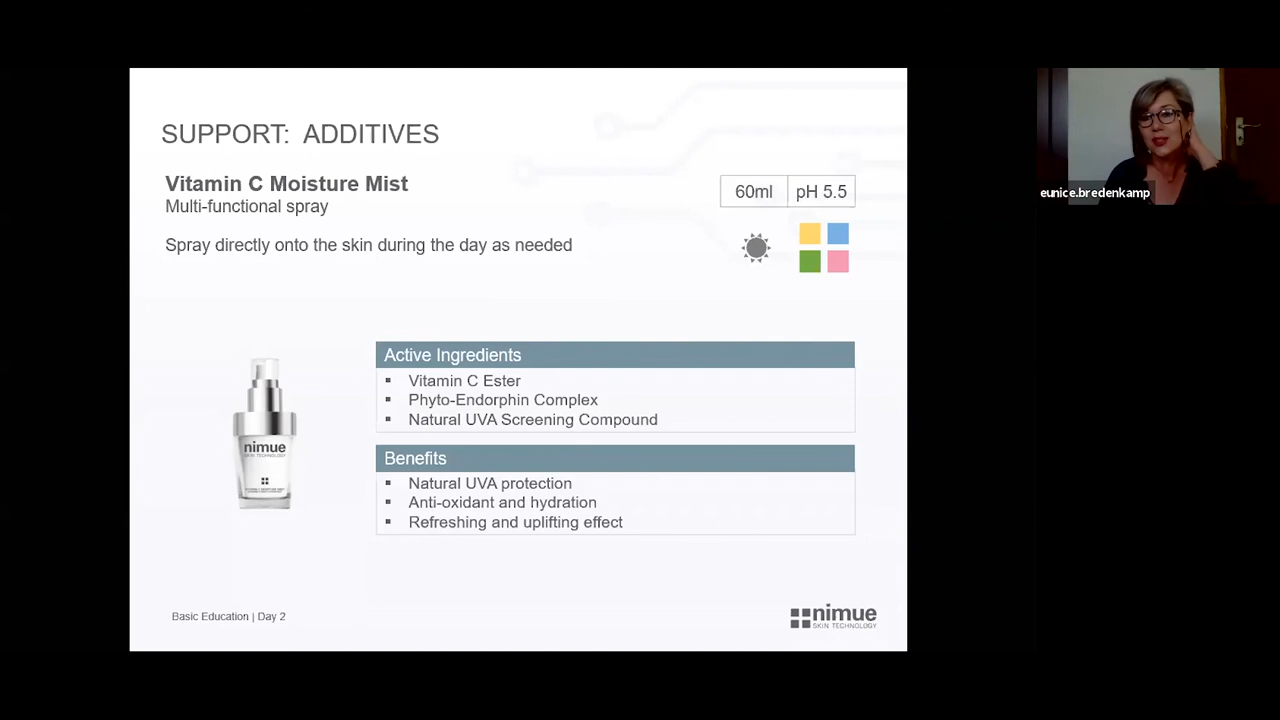 SUPPORT: ADDITIVES
Vitamin C Moisture Mist
Multi-functional spray
60ml
pH 5.5
Spray directly onto the skin during the day as needed
Active Ingredients
▪ Vitamin C Ester
▪ Phyto-Endorphin Complex
▪ Natural UVA Screening Compound
nimue
SKIN TECHNOLOGY
Benefits
▪ Natural UVA protection
▪ Anti-oxidant and hydration
▪ Refreshing and uplifting effect
Basic Education | Day 2
nimue
SKIN TECHNOLOGY
eunice.bredenkamp